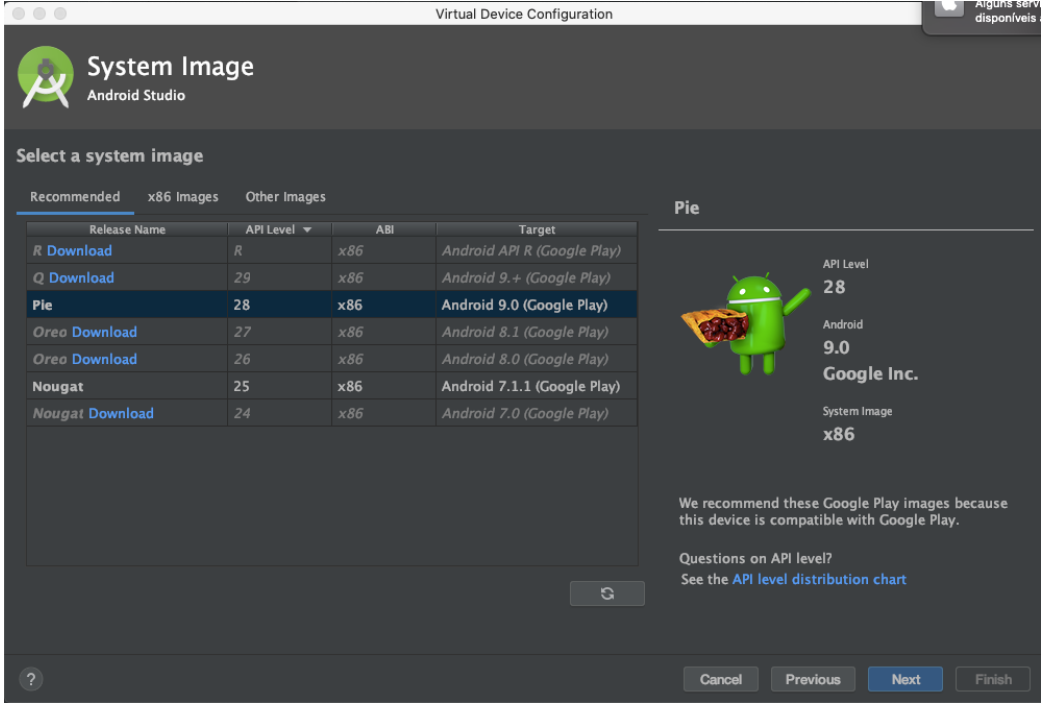 Virtual Device Configuration
Alguns servi
disponíveis a
System Image
Android Studio
Select a system image
Recommended x86 Images Other Images
Release Name API Level ABI Target
R Download R x86 Android API R (Google Play)
Q Download 29 x86 Android 9.+ (Google Play)
Pie 28 x86 Android 9.0 (Google Play)
Oreo Download 27 x86 Android 8.1 (Google Play)
Oreo Download 26 x86 Android 8.0 (Google Play)
Nougat 25 x86 Android 7.1.1 (Google Play)
Nougat Download 24 x86 Android 7.0 (Google Play)
Pie
API Level
28
Android
9.0
Google Inc.
System Image
x86
We recommend these Google Play images because
this device is compatible with Google Play.
Questions on API level?
See the API level distribution chart
? Cancel Previous Next Finish